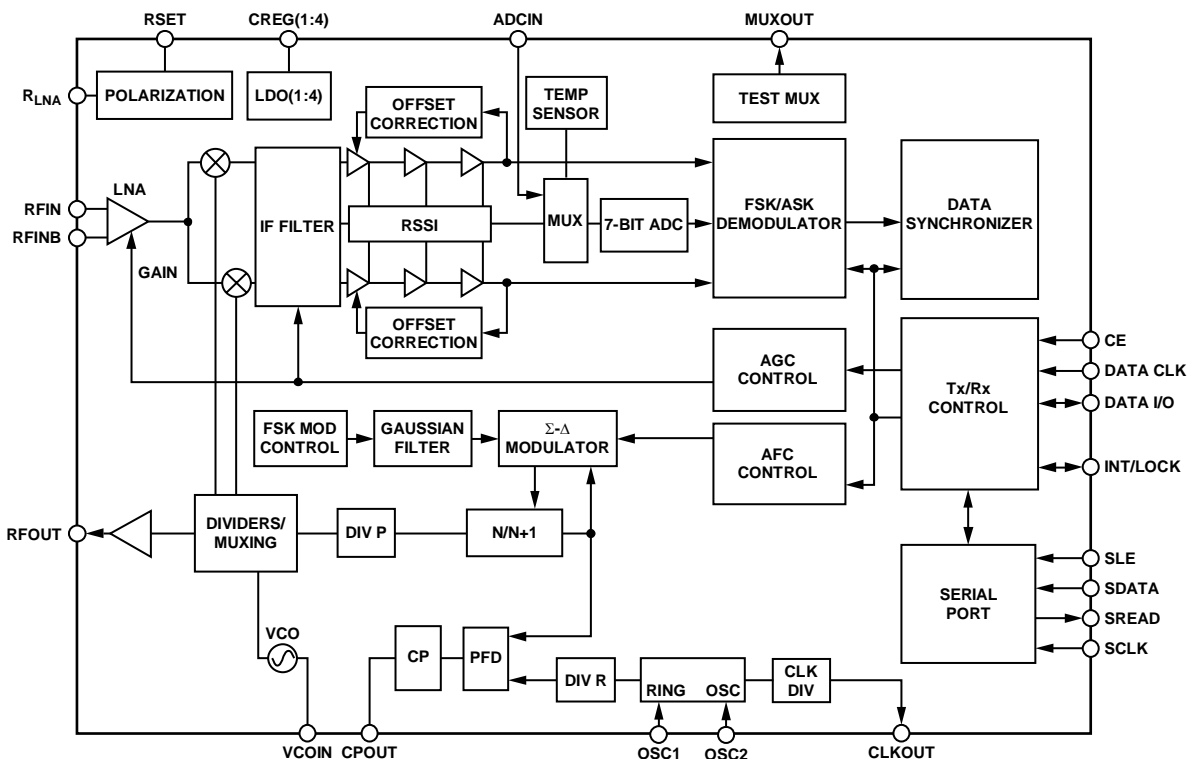 RSET
CREG(1:4)
ADCIN
MUXOUT
R_LNA
POLARIZATION
LDO(1:4)
OFFSET
CORRECTION
TEMP
SENSOR
TEST MUX
LNA
RFIN
RFINB
GAIN
IF FILTER
RSSI
MUX
7-BIT ADC
FSK/ASK
DEMODULATOR
DATA
SYNCHRONIZER
OFFSET
CORRECTION
AGC
CONTROL
Tx/Rx
CONTROL
CE
DATA CLK
DATA I/O
INT/LOCK
FSK MOD
CONTROL
GAUSSIAN
FILTER
Σ-Δ
MODULATOR
AFC
CONTROL
RFOUT
DIVIDERS/
MUXING
DIV P
N/N+1
SERIAL
PORT
SLE
SDATA
SREAD
SCLK
VCO
CP
PFD
DIV R
RING
OSC
CLK
DIV
VCOIN
CPOUT
OSC1
OSC2
CLKOUT